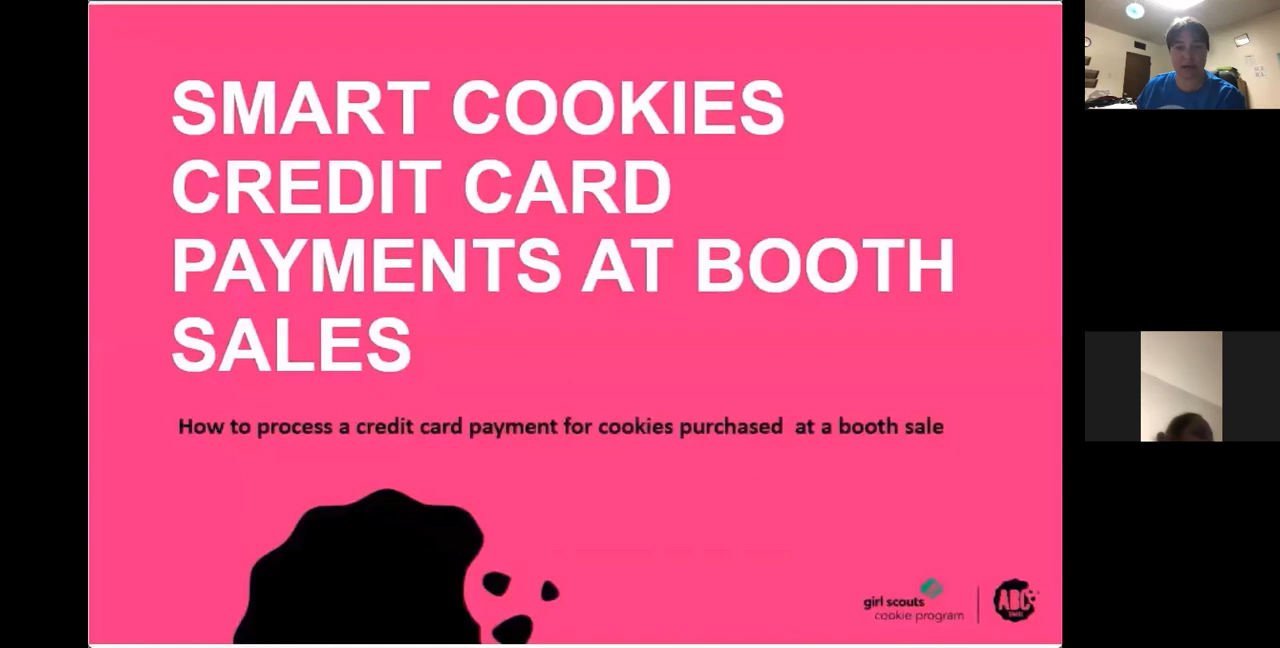 SMART COOKIES
CREDIT CARD
PAYMENTS AT BOOTH
SALES
How to process a credit card payment for cookies purchased at a booth sale
girl scouts
cookie program
ABC